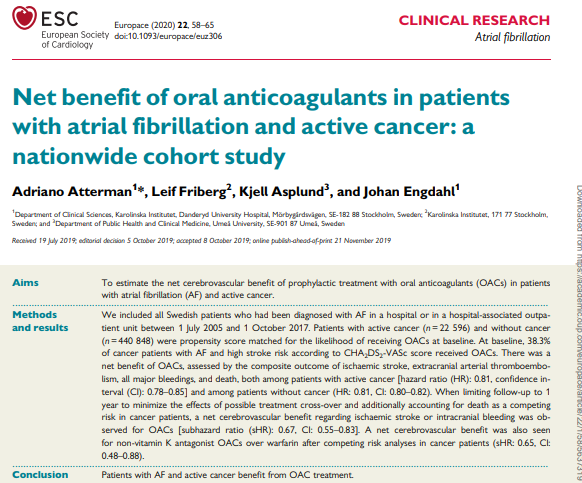 ESC
European Society
of Cardiology
Europace (2020) 22, 58–65
doi:10.1093/europace/euz306
CLINICAL RESEARCH
Atrial fibrillation
Net benefit of oral anticoagulants in patients
with atrial fibrillation and active cancer: a
nationwide cohort study
Adriano Atterman1*, Leif Friberg2, Kjell Asplund3, and Johan Engdahl1
1Department of Clinical Sciences, Karolinska Institutet, Danderyd University Hospital, Mörbygårdsvägen, SE-182 88 Stockholm, Sweden; 2Karolinska Institutet, 171 77 Stockholm,
Sweden; and 3Department of Public Health and Clinical Medicine, Umeå University, SE-901 87 Umeå, Sweden
Received 19 July 2019; editorial decision 5 October 2019; accepted 8 October 2019; online publish-ahead-of-print 21 November 2019
Aims
To estimate the net cerebrovascular benefit of prophylactic treatment with oral anticoagulants (OACs) in patients
with atrial fibrillation (AF) and active cancer.
Methods
and results
We included all Swedish patients who had been diagnosed with AF in a hospital or in a hospital-associated outpa-
tient unit between 1 July 2005 and 1 October 2017. Patients with active cancer (n = 22 596) and without cancer
(n = 440 848) were propensity score matched for the likelihood of receiving OACs at baseline. At baseline, 38.3%
of cancer patients with AF and high stroke risk according to CHA2DS2-VASc score received OACs. There was a
net benefit of OACs, assessed by the composite outcome of ischaemic stroke, extracranial arterial thromboembo-
lism, all major bleedings, and death, both among patients with active cancer [hazard ratio (HR): 0.81, confidence in-
terval (CI): 0.78–0.85] and among patients without cancer (HR: 0.81, CI: 0.80–0.82). When limiting follow-up to 1
year to minimize the effects of possible treatment cross-over and additionally accounting for death as a competing
risk in cancer patients, a net cerebrovascular benefit regarding ischaemic stroke or intracranial bleeding was ob-
served for OACs [subhazard ratio (sHR): 0.67, CI: 0.55–0.83]. A net cerebrovascular benefit was also seen
for non-vitamin K antagonist OACs over warfarin after competing risk analyses in cancer patients (sHR: 0.65, CI:
0.48–0.88).
Conclusion
Patients with AF and active cancer benefit from OAC treatment.
Downloaded from https://academic.oup.com/europace/article/22/1/58/5637519